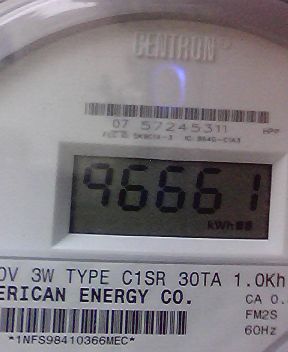 CENTRON®
07 57245311 HPP
96661
kWh
0V 3W TYPE C1SR 30TA 1.0Kh
ERICAN ENERGY CO. CA 0.
FM2S
60Hz
*1NFS98410366MEC*